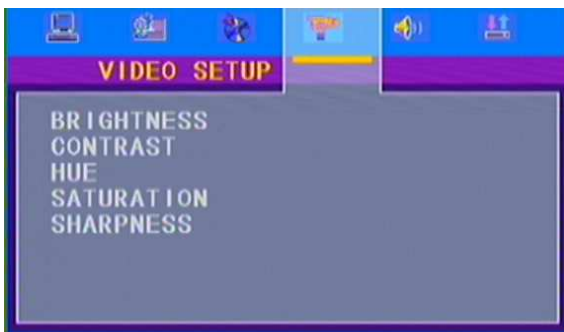 VIDEO SETUP
BRIGHTNESS
CONTRAST
HUE
SATURATION
SHARPNESS